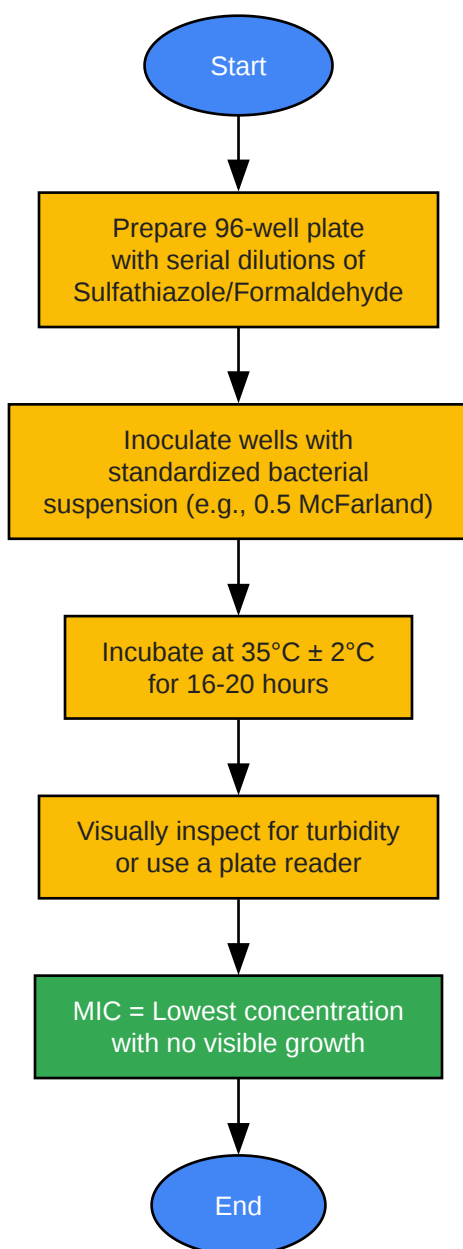 Start
Prepare 96-well plate
with serial dilutions of
Sulfathiazole/Formaldehyde
Inoculate wells with
standardized bacterial
suspension (e.g., 0.5 McFarland)
Incubate at 35°C ± 2°C
for 16-20 hours
Visually inspect for turbidity
or use a plate reader
MIC = Lowest concentration
with no visible growth
End